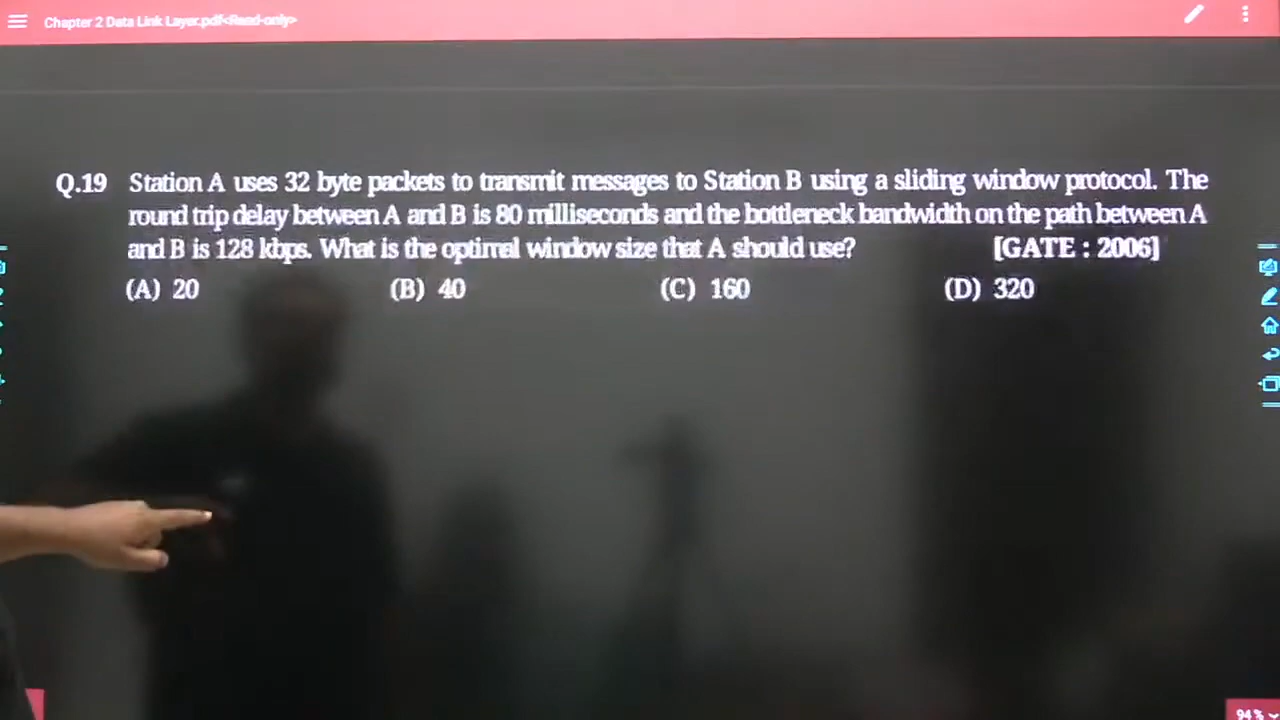 Chapter 2 Data Link Layer.pdf<Read-only>
Q.19 Station A uses 32 byte packets to transmit messages to Station B using a sliding window protocol. The
round trip delay between A and B is 80 milliseconds and the bottleneck bandwidth on the path between A
and B is 128 kbps. What is the optimal window size that A should use? [GATE : 2006]
(A) 20 (B) 40 (C) 160 (D) 320
94%